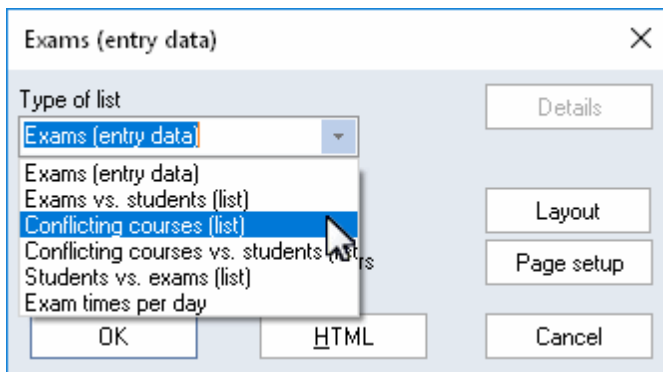 Exams (entry data)
Type of list
Details
Exams (entry data)
Exams (entry data)
Exams vs. students (list)
Conflicting courses (list)
Layout
Conflicting courses vs. students (list
Page setup
Students vs. exams (list)
Exam times per day
OK
HTML
Cancel